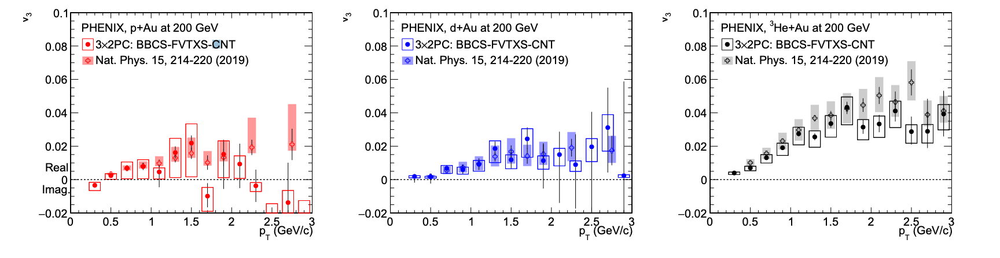 v3
0.1
0.08
0.06
0.04
0.02
Real
0
Imag.
−0.02
PHENIX, p+Au at 200 GeV
3×2PC: BBCS-FVTXS-CNT
Nat. Phys. 15, 214-220 (2019)
0 0.5 1 1.5 2 2.5 3
pT (GeV/c)
v3
0.1
0.08
0.06
0.04
0.02
0
−0.02
PHENIX, d+Au at 200 GeV
3×2PC: BBCS-FVTXS-CNT
Nat. Phys. 15, 214-220 (2019)
0 0.5 1 1.5 2 2.5 3
pT (GeV/c)
v3
0.1
0.08
0.06
0.04
0.02
0
−0.02
PHENIX, ³He+Au at 200 GeV
3×2PC: BBCS-FVTXS-CNT
Nat. Phys. 15, 214-220 (2019)
0 0.5 1 1.5 2 2.5 3
pT (GeV/c)